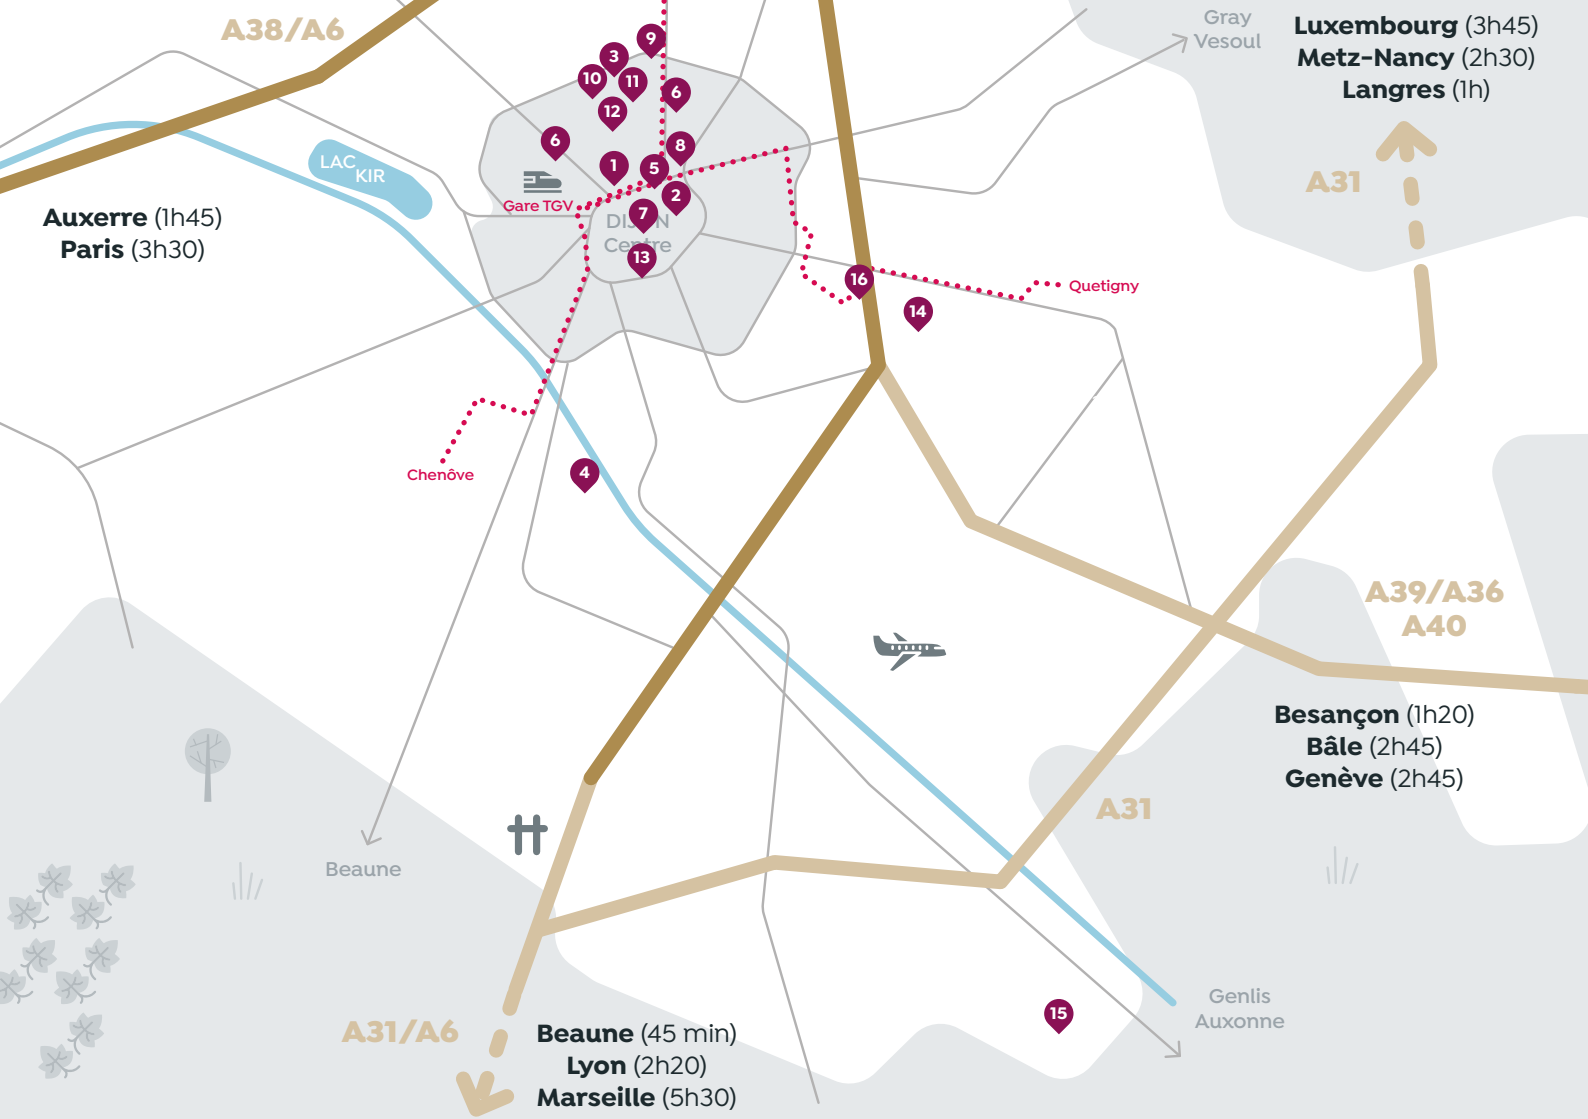 A38/A6
Gray
Vesoul
Luxembourg (3h45)
Metz-Nancy (2h30)
Langres (1h)
9
3
10
11
6
12
6
8
1
5
2
7
13
LAC
KIR
Gare TGV
Centre
A31
Auxerre (1h45)
Paris (3h30)
16
14
Quetigny
Chenôve
4
A39/A36
A40
Besançon (1h20)
Bâle (2h45)
Genève (2h45)
A31
Beaune
15
Genlis
Auxonne
A31/A6
Beaune (45 min)
Lyon (2h20)
Marseille (5h30)